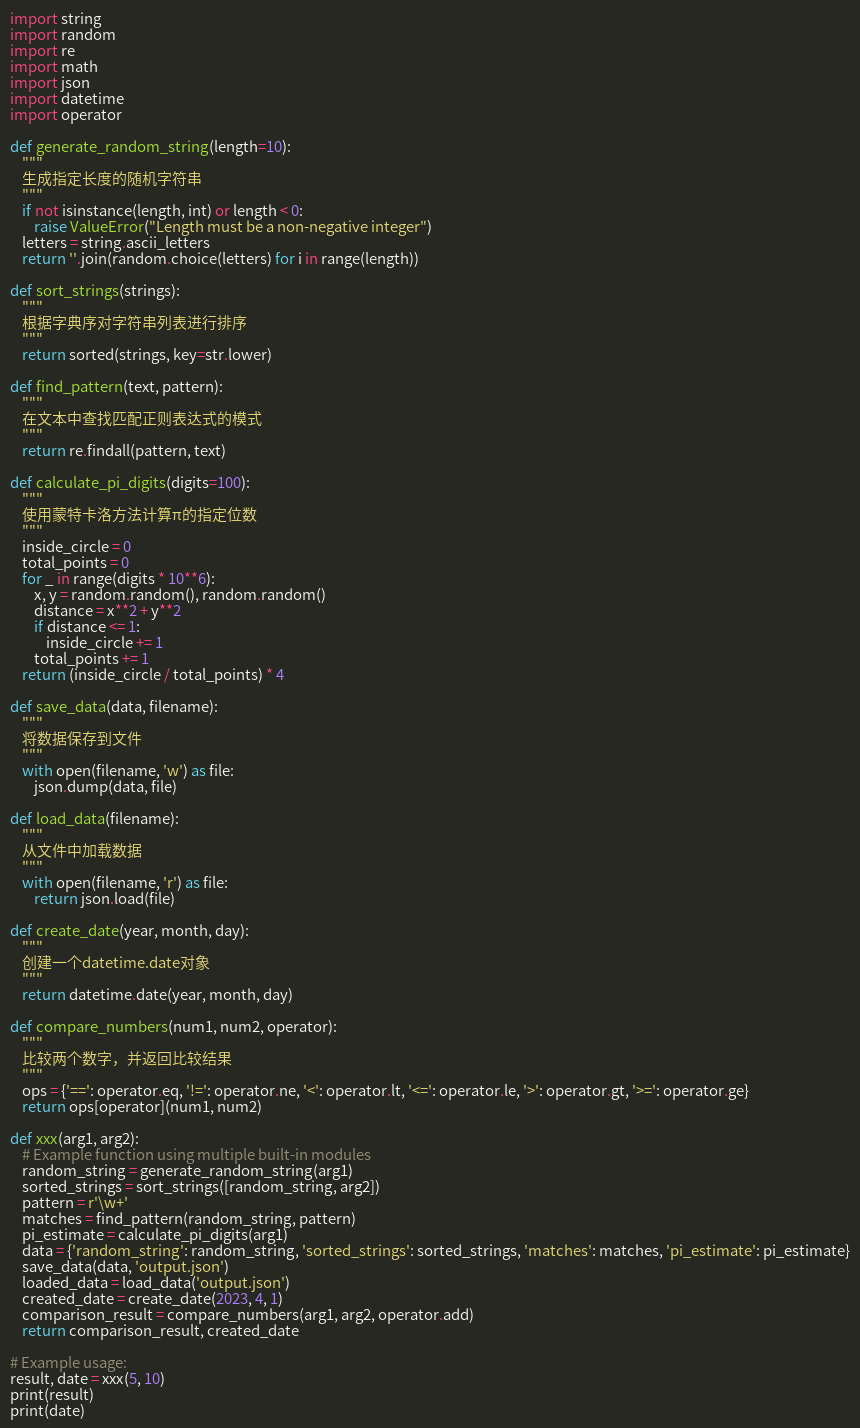 import string
import random
import re
import math
import json
import datetime
import operator

def generate_random_string(length=10):
    """
    生成指定长度的随机字符串
    """
    if not isinstance(length, int) or length < 0:
        raise ValueError("Length must be a non-negative integer")
    letters = string.ascii_letters
    return ''.join(random.choice(letters) for i in range(length))

def sort_strings(strings):
    """
    根据字典序对字符串列表进行排序
    """
    return sorted(strings, key=str.lower)

def find_pattern(text, pattern):
    """
    在文本中查找匹配正则表达式的模式
    """
    return re.findall(pattern, text)

def calculate_pi_digits(digits=100):
    """
    使用蒙特卡洛方法计算π的指定位数
    """
    inside_circle = 0
    total_points = 0
    for _ in range(digits * 10**6):
        x, y = random.random(), random.random()
        distance = x**2 + y**2
        if distance <= 1:
            inside_circle += 1
        total_points += 1
    return (inside_circle / total_points) * 4

def save_data(data, filename):
    """
    将数据保存到文件
    """
    with open(filename, 'w') as file:
        json.dump(data, file)

def load_data(filename):
    """
    从文件中加载数据
    """
    with open(filename, 'r') as file:
        return json.load(file)

def create_date(year, month, day):
    """
    创建一个datetime.date对象
    """
    return datetime.date(year, month, day)

def compare_numbers(num1, num2, operator):
    """
    比较两个数字，并返回比较结果
    """
    ops = {'==': operator.eq, '!=': operator.ne, '<': operator.lt, '<=': operator.le, '>': operator.gt, '>=': operator.ge}
    return ops[operator](num1, num2)

def xxx(arg1, arg2):
    # Example function using multiple built-in modules
    random_string = generate_random_string(arg1)
    sorted_strings = sort_strings([random_string, arg2])
    pattern = r'\w+'
    matches = find_pattern(random_string, pattern)
    pi_estimate = calculate_pi_digits(arg1)
    data = {'random_string': random_string, 'sorted_strings': sorted_strings, 'matches': matches, 'pi_estimate': pi_estimate}
    save_data(data, 'output.json')
    loaded_data = load_data('output.json')
    created_date = create_date(2023, 4, 1)
    comparison_result = compare_numbers(arg1, arg2, operator.add)
    return comparison_result, created_date

# Example usage:
result, date = xxx(5, 10)
print(result)
print(date)